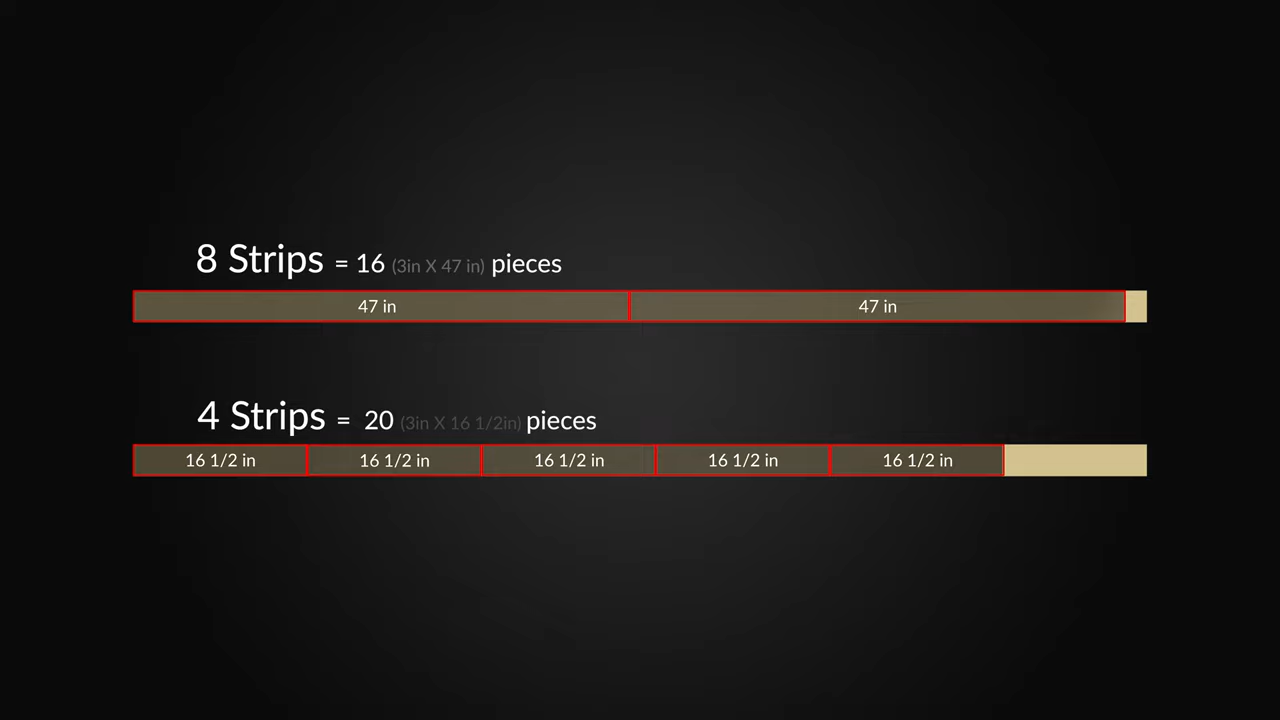 8 Strips = 16 (3in X 47 in) pieces
47 in 47 in
4 Strips = 20 (3in X 16 1/2in) pieces
16 1/2 in 16 1/2 in 16 1/2 in 16 1/2 in 16 1/2 in